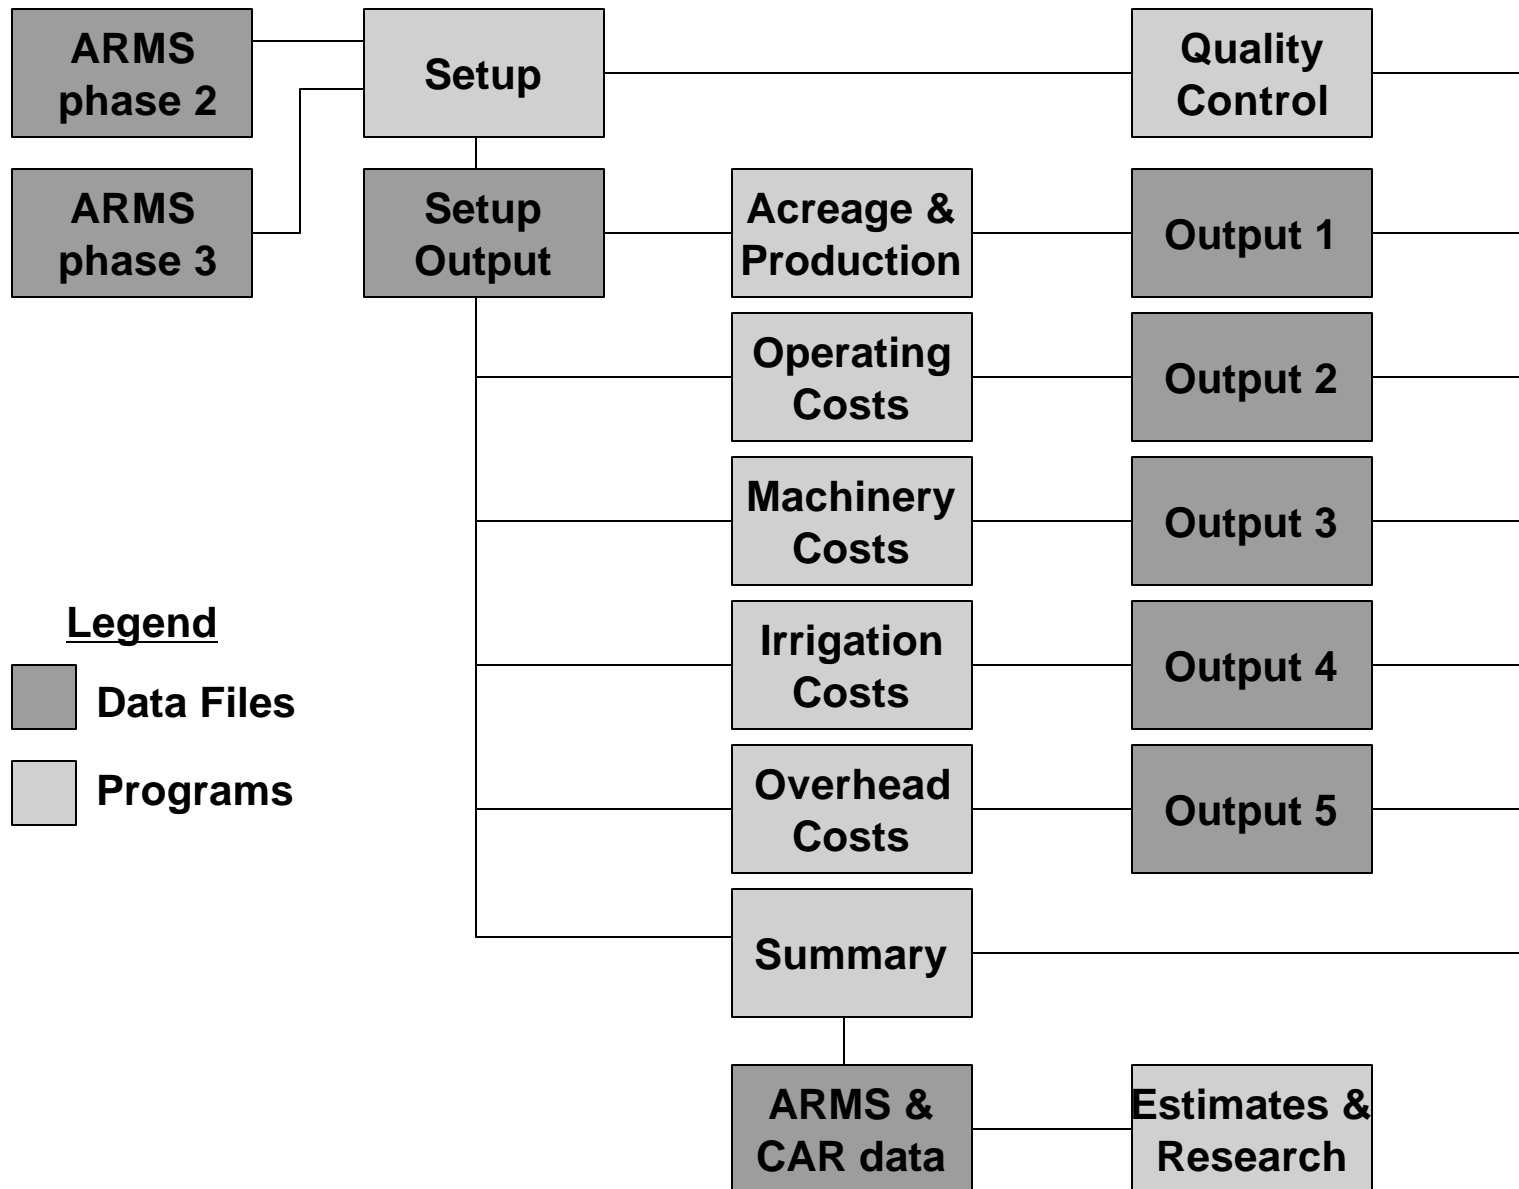 ARMS
phase 2
Setup
Quality
Control
ARMS
phase 3
Setup
Output
Acreage &
Production
Output 1
Operating
Costs
Output 2
Machinery
Costs
Output 3
Legend
Data Files
Programs
Irrigation
Costs
Output 4
Overhead
Costs
Output 5
Summary
ARMS &
CAR data
Estimates &
Research